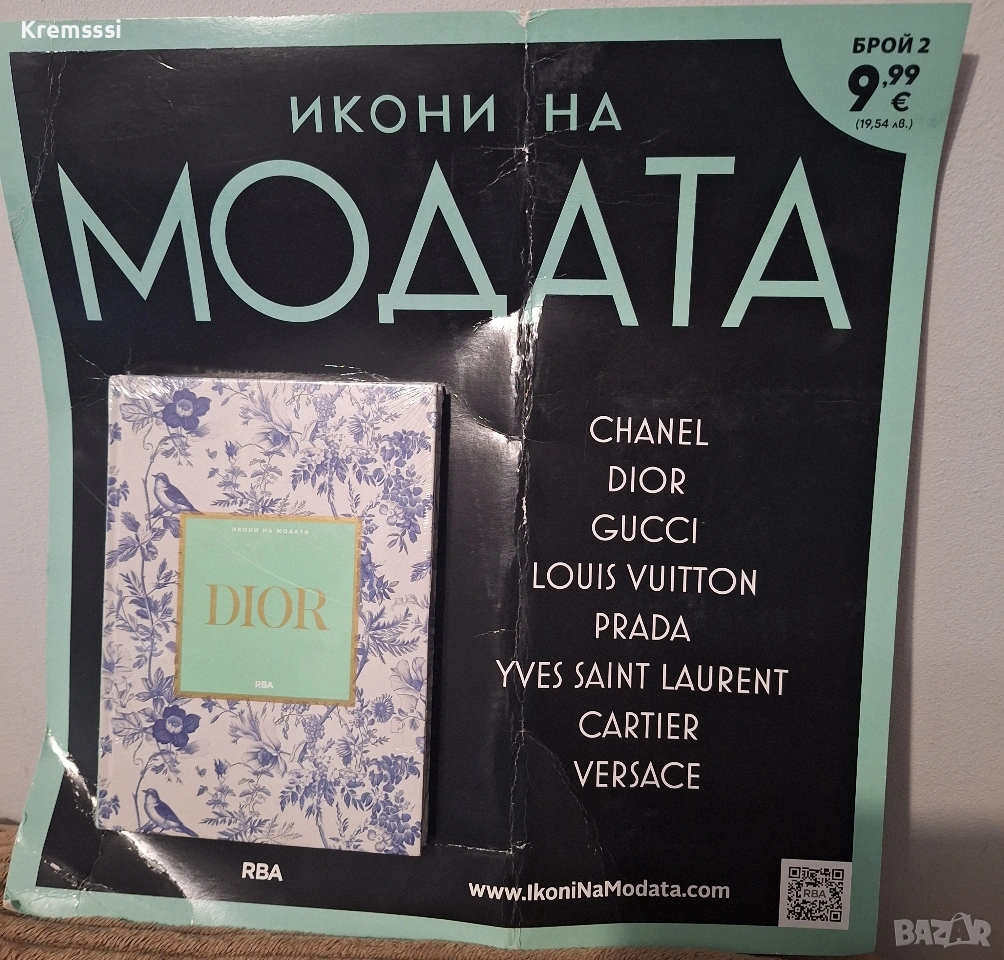 Kremsssi
БРОЙ 2
9,99
€
(19,54 лв.)
ИКОНИ НА
МОДАТА
CHANEL
DIOR
GUCCI
LOUIS VUITTON
PRADA
YVES SAINT LAURENT
CARTIER
VERSACE
ИКОНИ НА МОДАТА
DIOR
RBA
RBA
www.IkoniNaModata.com
RBA
BAZAR